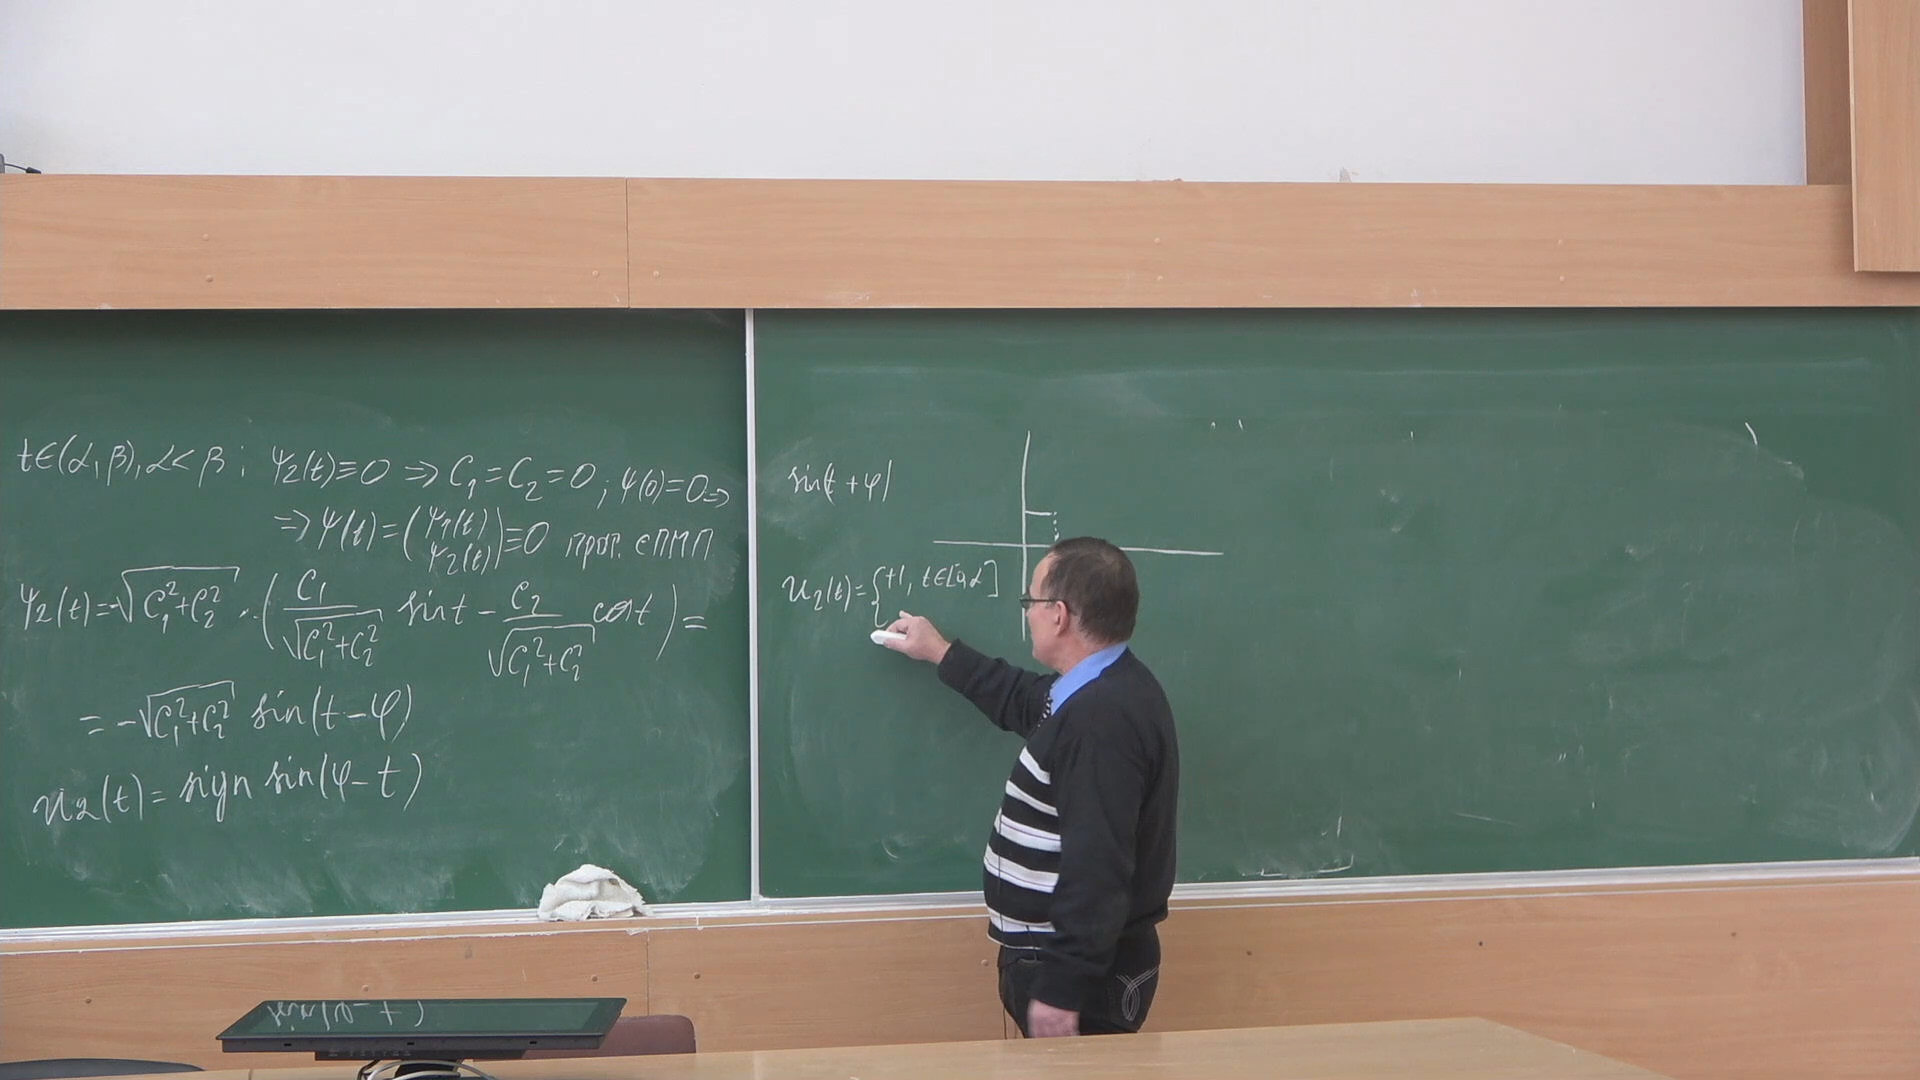 t∈(α,β), α<β; ψ₂(t)≡0 ⇒ C₁=C₂=0; ψ(0)=0 ⇒
⇒ ψ(t)=(ψ₁(t) ψ₂(t))≡0 прот. с ПМП
ψ₂(t)=-√(C₁²+C₂²)·(C₁/√(C₁²+C₂²) sin t - C₂/√(C₁²+C₂²) cos t)=
= -√(C₁²+C₂²) sin(t-φ)
u₂(t)= sign sin(φ-t)
sin(t+φ)
u₂(t)={+1, t∈[0,α]